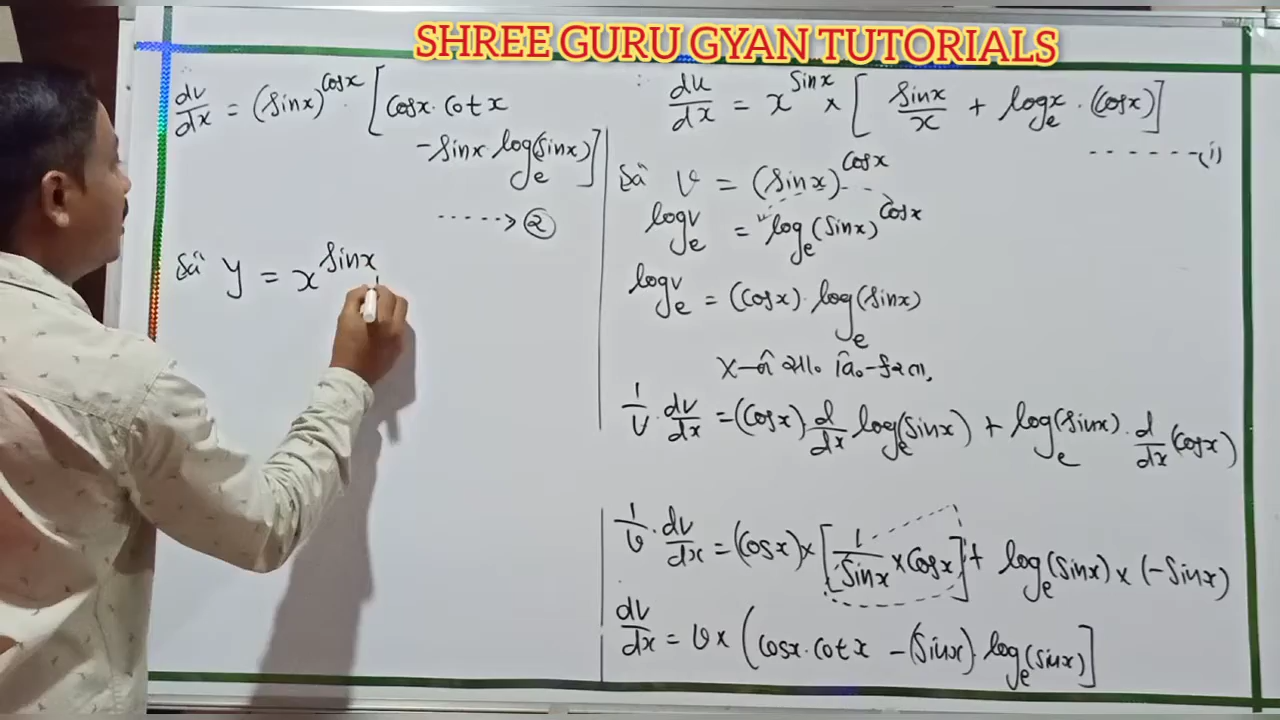 SHREE GURU GYAN TUTORIALS
dv/dx = (sinx)^cosx [cosx · cotx
- sinx · log_e(sinx)]
------> ②
હવે y = x^sinx
∴ du/dx = x^sinx × [sinx/x + log_e x · (cosx)]
------(i)
હવે v = (sinx)^cosx
log_e v = log_e (sinx)^cosx
log_e v = (cosx) · log_e(sinx)
1/v · dv/dx = (cosx) d/dx log_e(sinx) + log_e(sinx) · d/dx (cosx)
1/v · dv/dx = (cosx) × [1/sinx × cosx] + log_e(sinx) × (-sinx)
dv/dx = v × (cosx · cotx - (sinx) · log_e(sinx)]